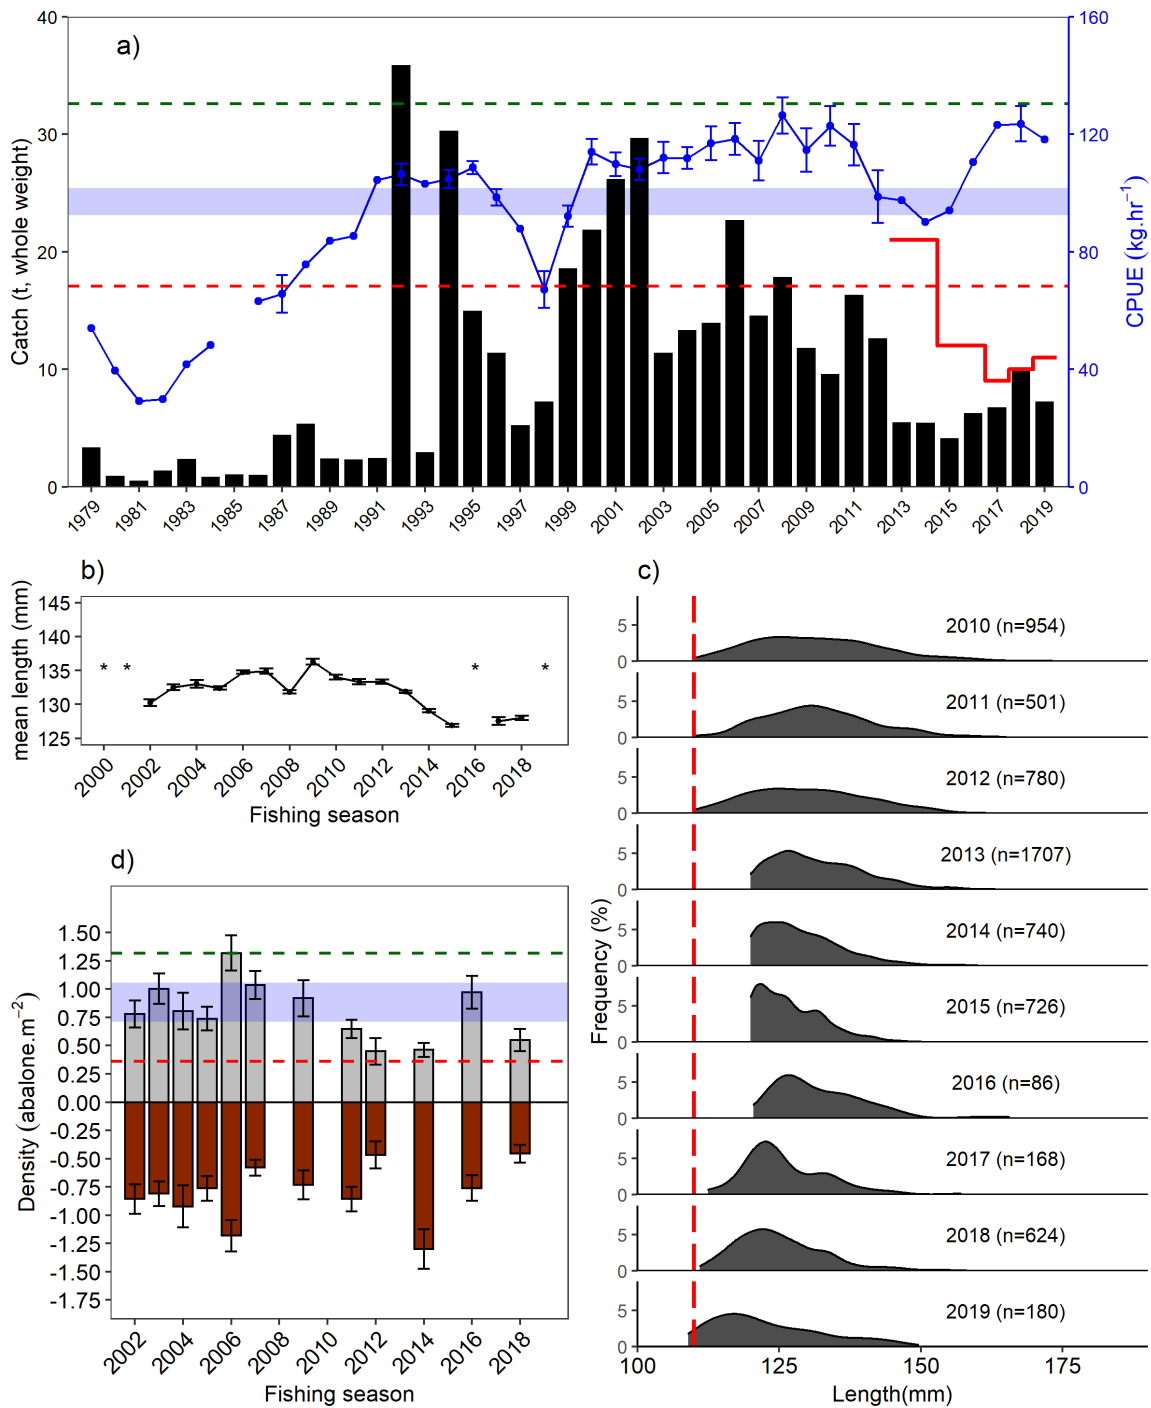 a)
Catch (t, whole weight)
40
30
20
10
0
CPUE (kg.hr⁻¹)
160
120
80
40
0
1979 1981 1983 1985 1987 1989 1991 1993 1995 1997 1999 2001 2003 2005 2007 2009 2011 2013 2015 2017 2019
b)
mean length (mm)
145
140
135
130
125
* * * *
2000 2002 2004 2006 2008 2010 2012 2014 2016 2018
Fishing season
c)
Frequency (%)
5
0
2010 (n=954)
5
0
2011 (n=501)
5
0
2012 (n=780)
5
0
2013 (n=1707)
5
0
2014 (n=740)
5
0
2015 (n=726)
5
0
2016 (n=86)
5
0
2017 (n=168)
5
0
2018 (n=624)
5
0
2019 (n=180)
100 125 150 175
Length(mm)
d)
Density (abalone.m⁻²)
1.50
1.25
1.00
0.75
0.50
0.25
0.00
-0.25
-0.50
-0.75
-1.00
-1.25
-1.50
-1.75
2002 2004 2006 2008 2010 2012 2014 2016 2018
Fishing season